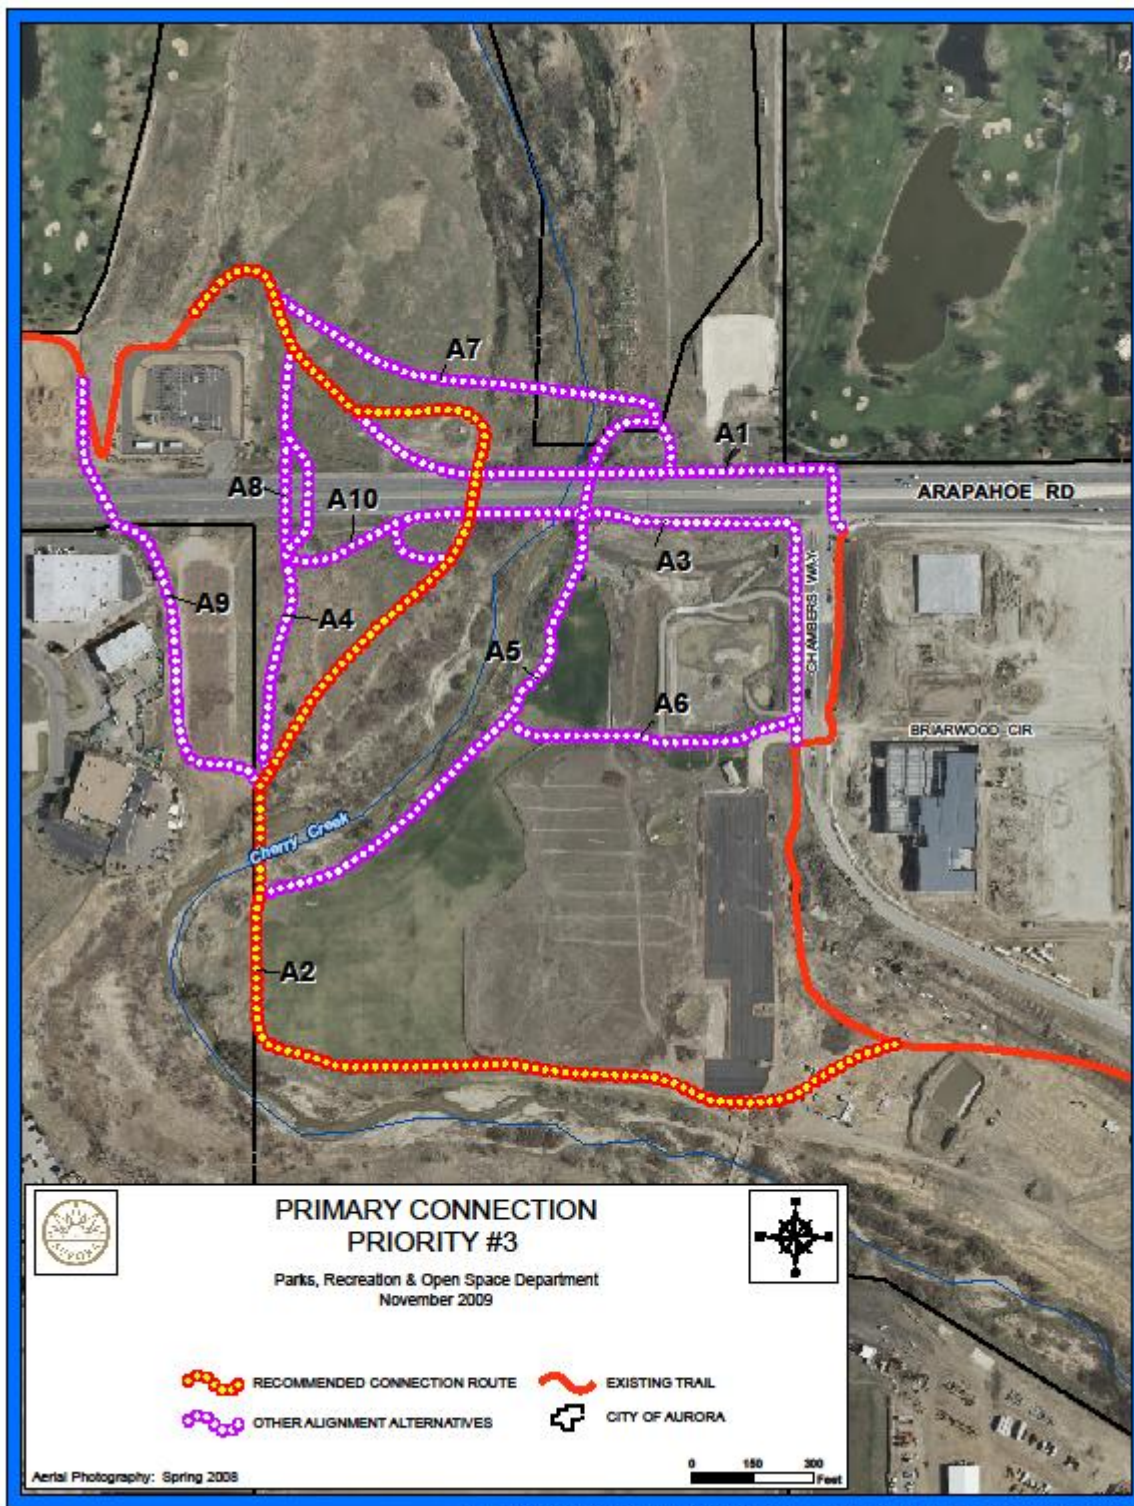 A7
A1
A8
A10
ARAPAHOE RD
A3
CHAMBERS WAY
A9
A4
A5
A6
BRIARWOOD CIR
Cherry Creek
A2
PRIMARY CONNECTION
PRIORITY #3
Parks, Recreation & Open Space Department
November 2009
RECOMMENDED CONNECTION ROUTE
EXISTING TRAIL
OTHER ALIGNMENT ALTERNATIVES
CITY OF AURORA
AURORA
0 150 300
Feet
Aerial Photography: Spring 2008